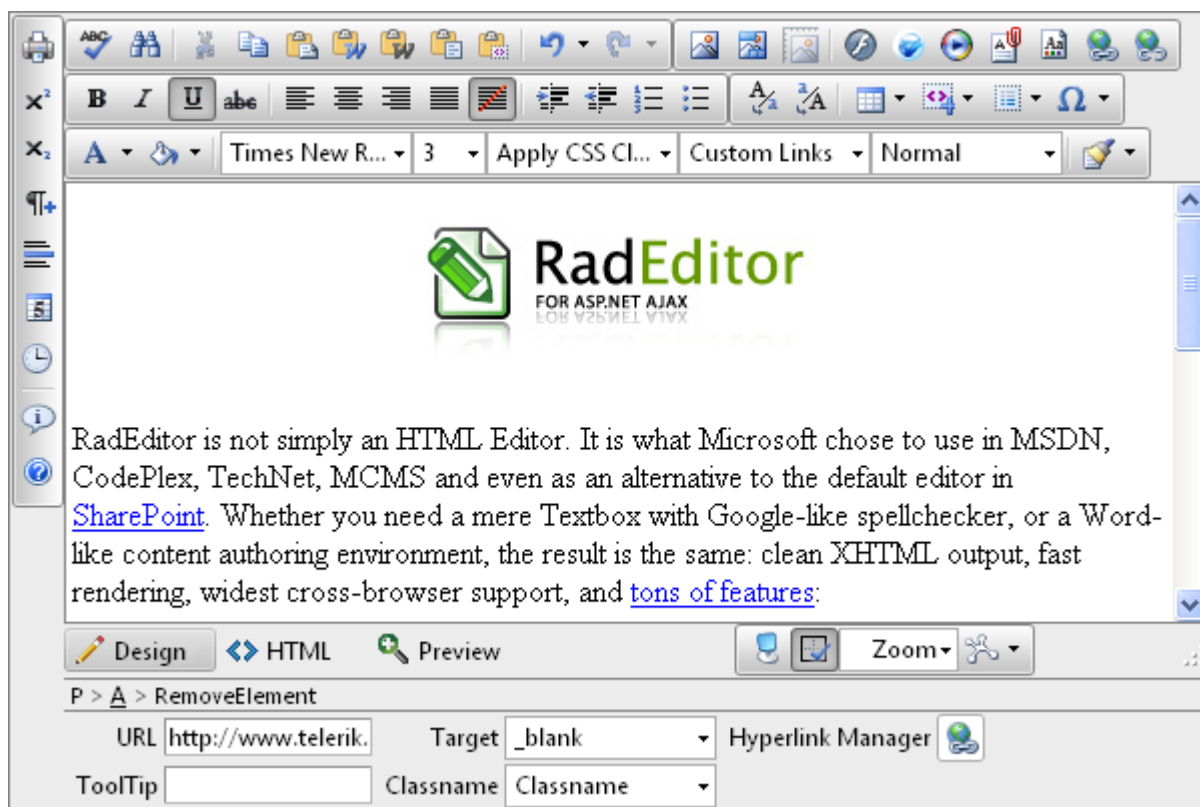 ABC
B I U abc
Times New R... 3 Apply CSS Cl... Custom Links Normal
RadEditor
FOR ASP.NET AJAX
RadEditor is not simply an HTML Editor. It is what Microsoft chose to use in MSDN,
CodePlex, TechNet, MCMS and even as an alternative to the default editor in
SharePoint. Whether you need a mere Textbox with Google-like spellchecker, or a Word-
like content authoring environment, the result is the same: clean XHTML output, fast
rendering, widest cross-browser support, and tons of features:
Design HTML Preview Zoom
P > A > RemoveElement
URL http://www.telerik. Target _blank Hyperlink Manager
ToolTip Classname Classname